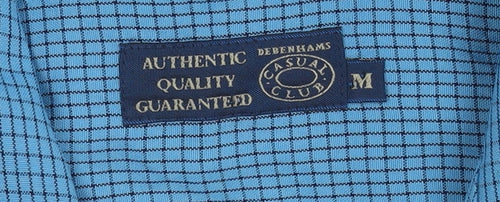 AUTHENTIC
QUALITY
GUARANTEED
DEBENHAMS
CASUAL
CLUB
M